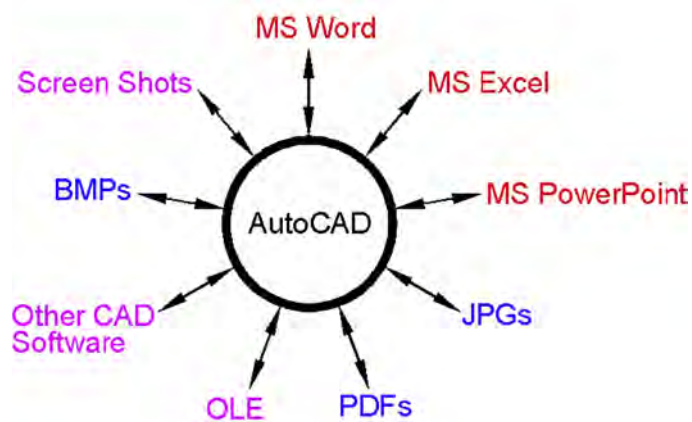 MS Word
Screen Shots
MS Excel
BMPs
MS PowerPoint
AutoCAD
Other CAD
Software
JPGs
OLE
PDFs